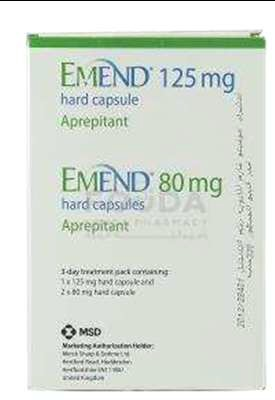 EMEND® 125 mg
hard capsule
Aprepitant
EMEND® 80 mg
hard capsules
Aprepitant
3-day treatment pack containing:
1 x 125 mg hard capsule and
2 x 80 mg hard capsule
MSD
Marketing Authorisation Holder:
Merck Sharp & Dohme Ltd.
Hertford Road, Hoddesdon
Hertfordshire EN11 9BU
United Kingdom
PHARMACY